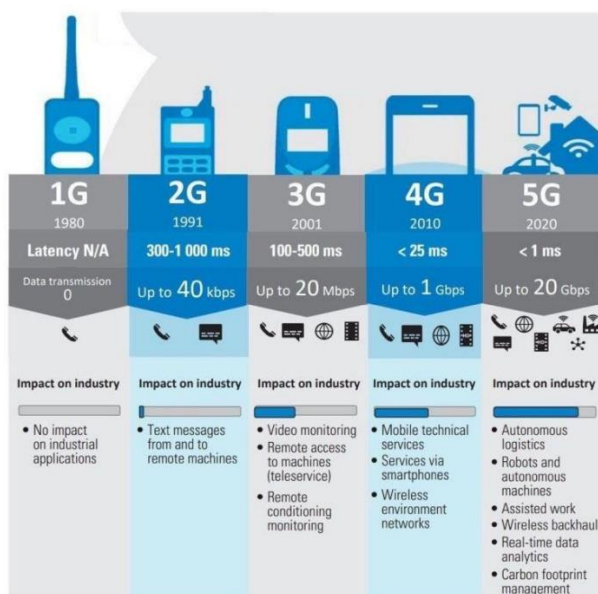 1G
1980
Latency N/A
Data transmission
0
Impact on industry
• No impact
on industrial
applications
2G
1991
300-1 000 ms
Up to 40 kbps
Impact on industry
• Text messages
from and to
remote machines
3G
2001
100-500 ms
Up to 20 Mbps
Impact on industry
• Video monitoring
• Remote access
to machines
(teleservice)
• Remote
conditioning
monitoring
4G
2010
< 25 ms
Up to 1 Gbps
Impact on industry
• Mobile technical
services
• Services via
smartphones
• Wireless
environment
networks
5G
2020
< 1 ms
Up to 20 Gbps
Impact on industry
• Autonomous
logistics
• Robots and
autonomous
machines
• Assisted work
• Wireless backhaul
• Real-time data
analytics
• Carbon footprint
management